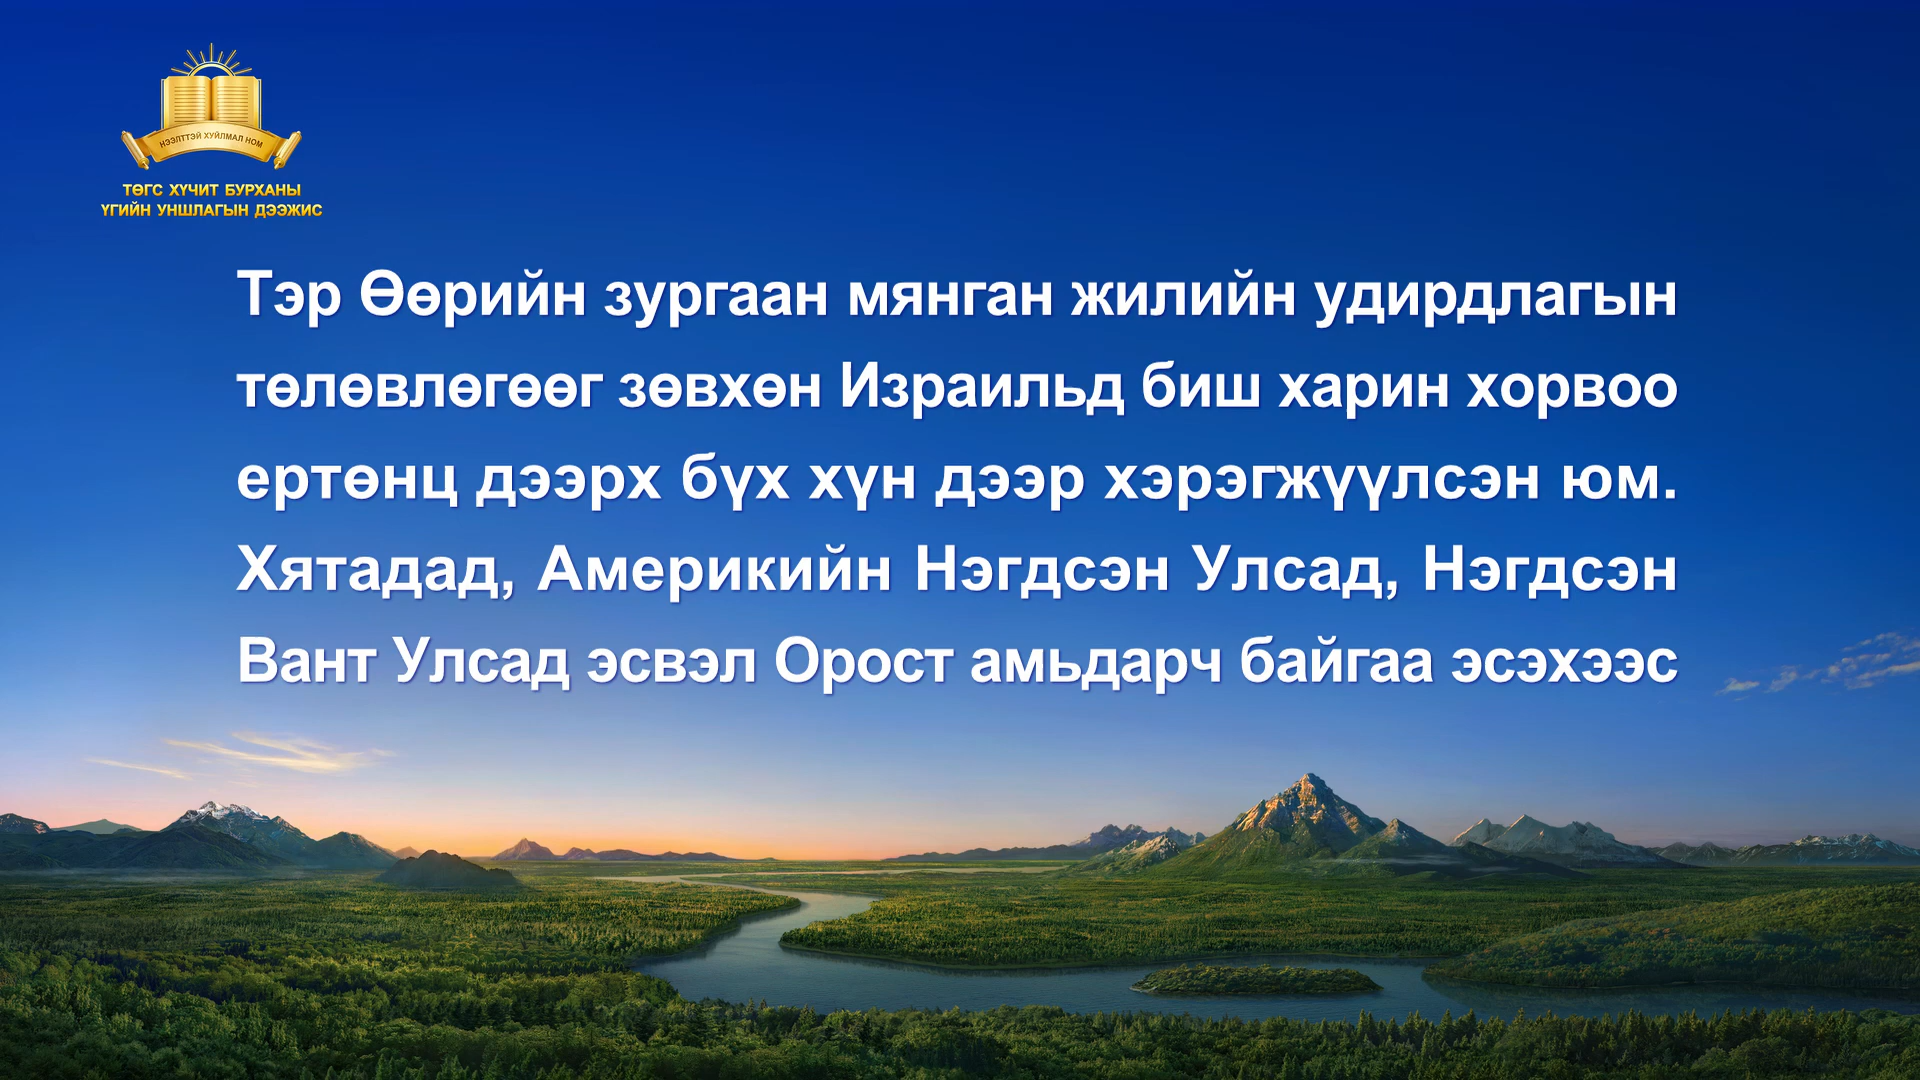 НЭЭЛТТЭЙ ХУЙЛМАЛ НОМ
ТӨГС ХҮЧИТ БУРХАНЫ
ҮГИЙН УНШЛАГЫН ДЭЭЖИС
Тэр Өөрийн зургаан мянган жилийн удирдлагын
төлөвлөгөөг зөвхөн Израильд биш харин хорвоо
ертөнц дээрх бүх хүн дээр хэрэгжүүлсэн юм.
Хятадад, Америкийн Нэгдсэн Улсад, Нэгдсэн
Вант Улсад эсвэл Орост амьдарч байгаа эсэхээс